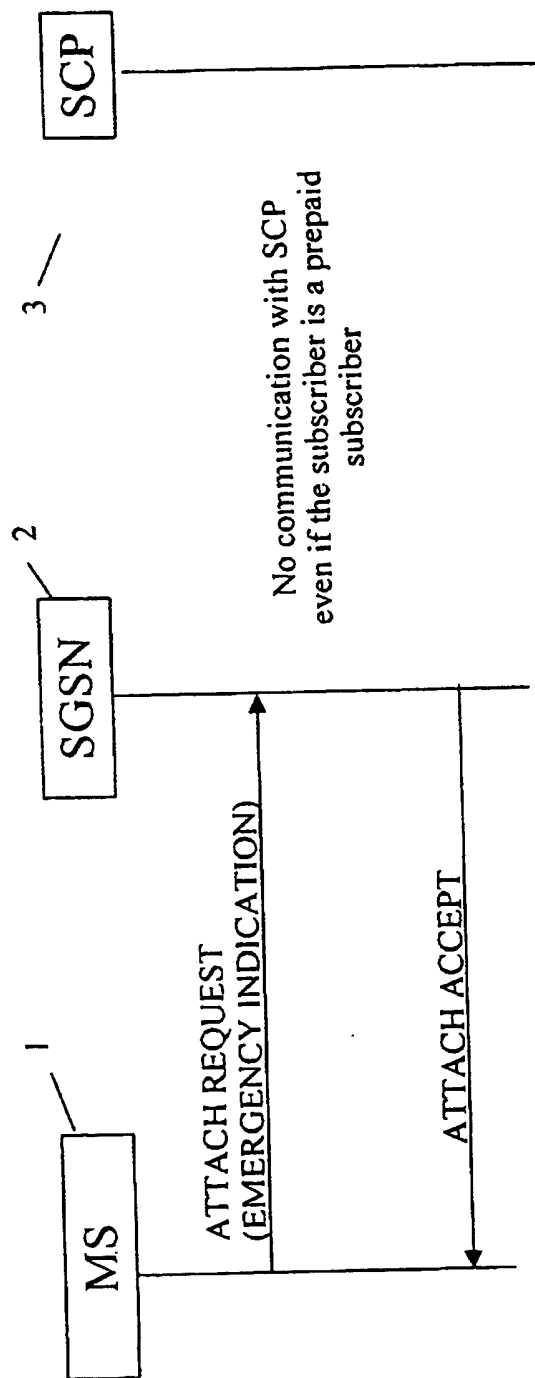 1
2
3
MS
SGSN
SCP
ATTACH REQUEST
(EMERGENCY INDICATION)
No communication with SCP
even if the subscriber is a prepaid
subscriber
ATTACH ACCEPT